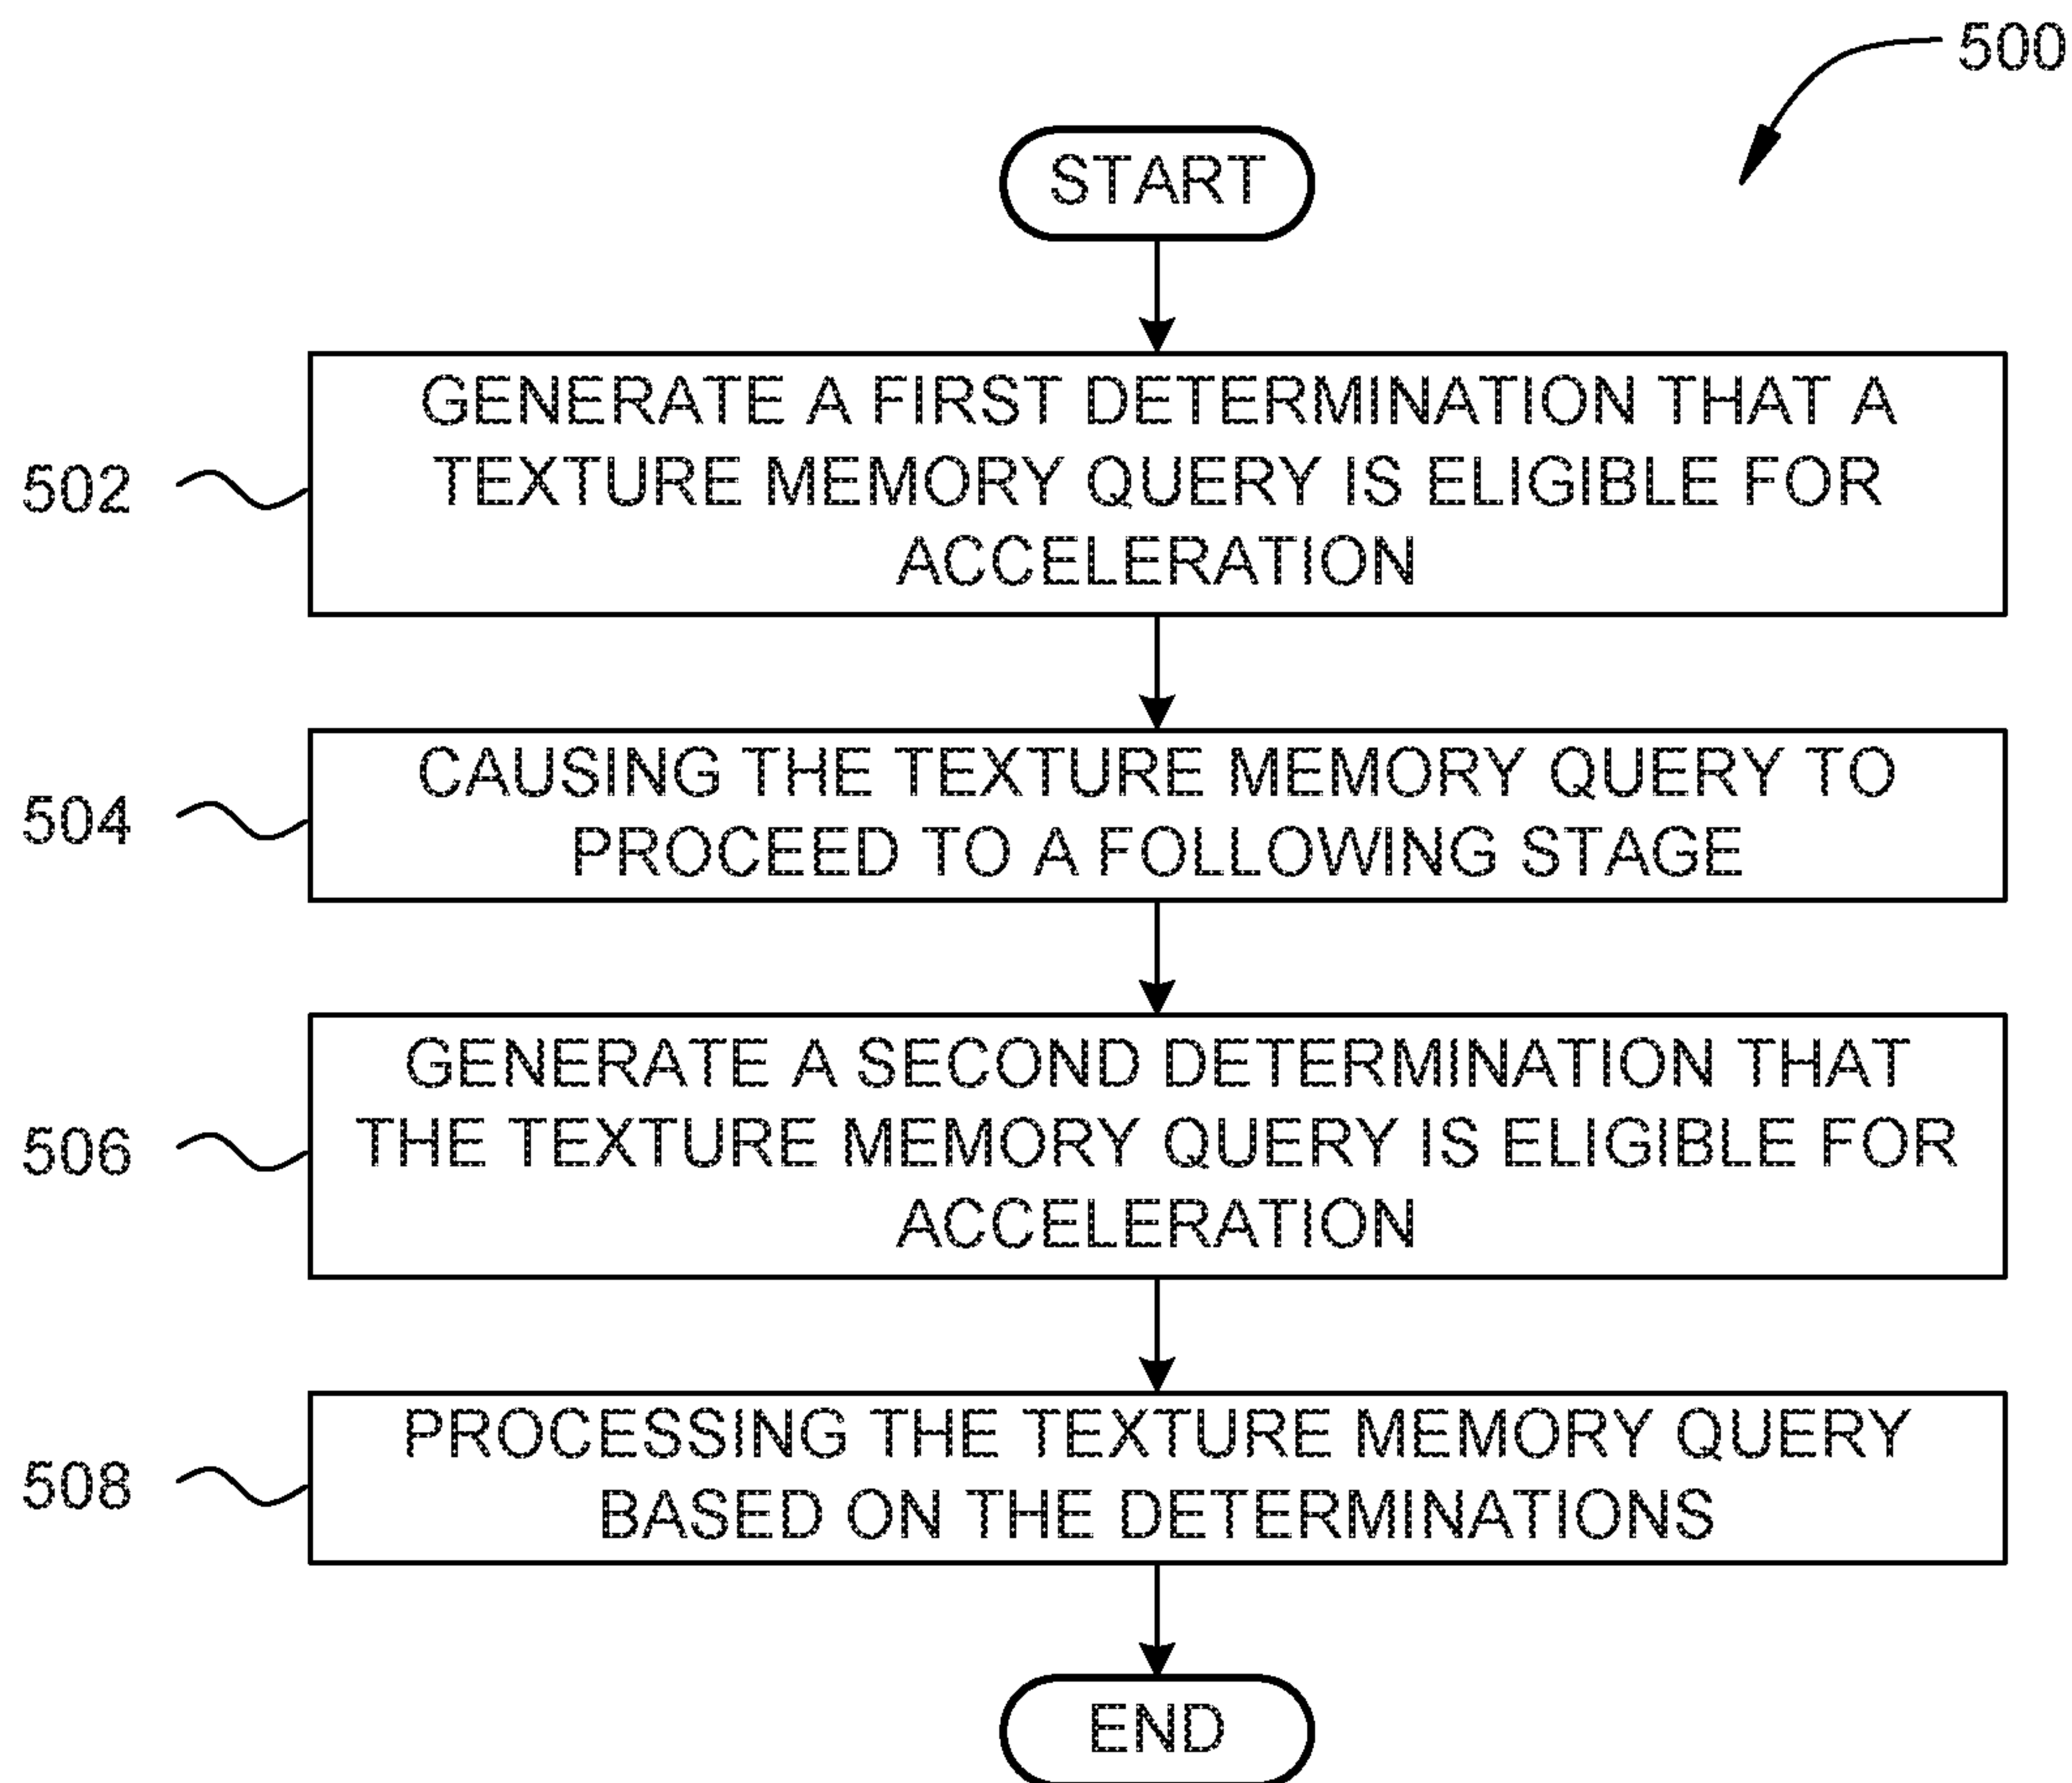 500
START
502
GENERATE A FIRST DETERMINATION THAT A
TEXTURE MEMORY QUERY IS ELIGIBLE FOR
ACCELERATION
504
CAUSING THE TEXTURE MEMORY QUERY TO
PROCEED TO A FOLLOWING STAGE
506
GENERATE A SECOND DETERMINATION THAT
THE TEXTURE MEMORY QUERY IS ELIGIBLE FOR
ACCELERATION
508
PROCESSING THE TEXTURE MEMORY QUERY
BASED ON THE DETERMINATIONS
END